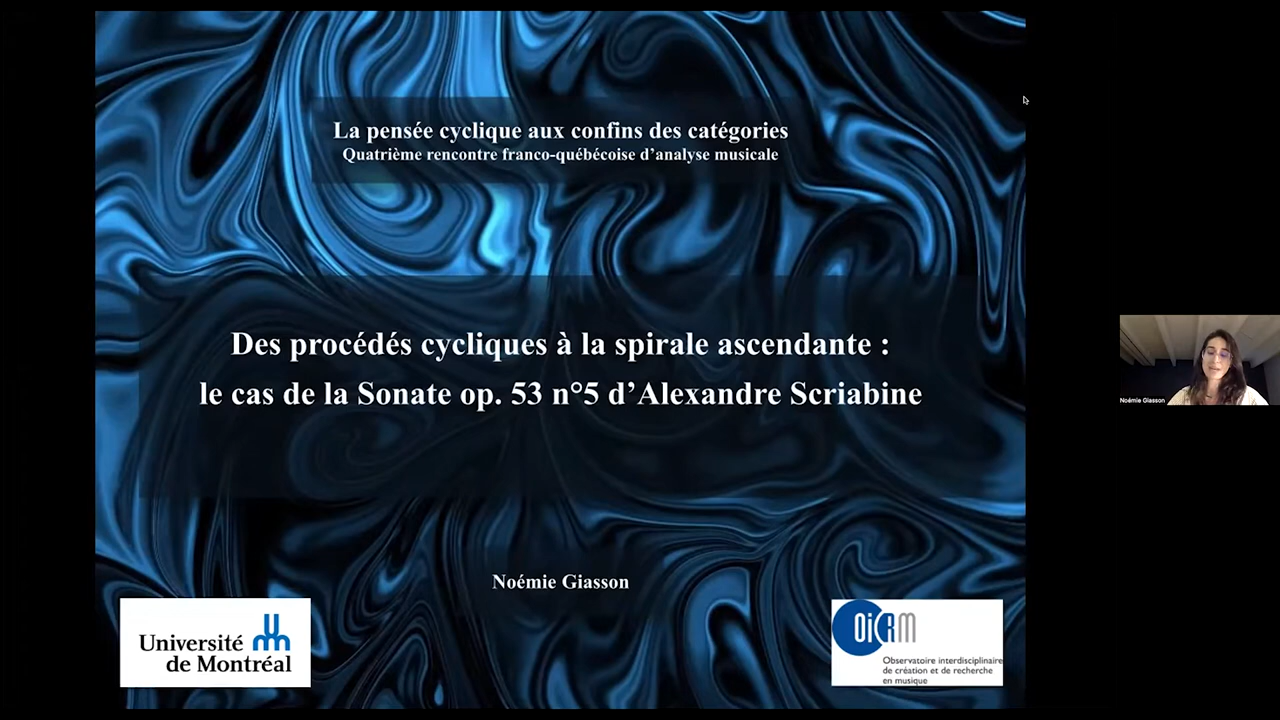 La pensée cyclique aux confins des catégories
Quatrième rencontre franco-québécoise d'analyse musicale
Des procédés cycliques à la spirale ascendante :
le cas de la Sonate op. 53 n°5 d'Alexandre Scriabine
Noémie Giasson
Noémie Giasson
Université
de Montréal
OiCRM
Observatoire interdisciplinaire
de création et de recherche
en musique